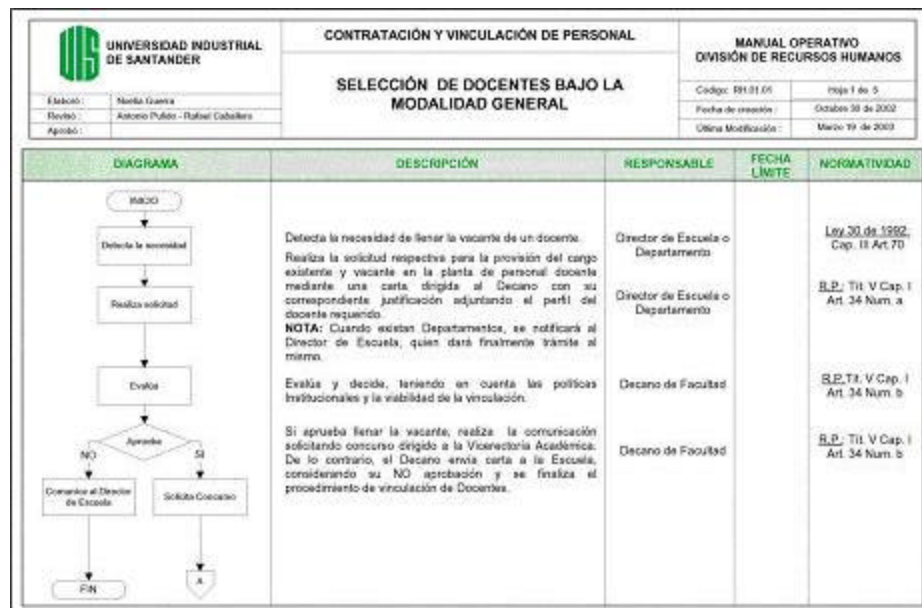 UNIVERSIDAD INDUSTRIAL
DE SANTANDER
Elaboró :
Revisó :
Antonio Pulido - Rafael Caballero
Aprobó :
CONTRATACIÓN Y VINCULACIÓN DE PERSONAL
SELECCIÓN DE DOCENTES BAJO LA
MODALIDAD GENERAL
MANUAL OPERATIVO
DIVISIÓN DE RECURSOS HUMANOS
Codigo: RH.01.01
Hoja 1 de 5
Fecha de creación :
Octubre 30 de 2002
Última Modificación :
Marzo 19 de 2003
DIAGRAMA
DESCRIPCIÓN
RESPONSABLE
FECHA
LÍMITE
NORMATIVIDAD
INICIO
Detecta la necesidad
Realiza solicitud
Evalúa
Aprueba
NO
SI
Comunica al Director
de Escuela
Solicita Concurso
FIN
A
Detecta la necesidad de llenar la vacante de un docente.
Realiza la solicitud respectiva para la provisión del cargo
existente y vacante en la planta de personal docente
mediante una carta dirigida al Decano con su
correspondiente justificación adjuntando el perfil del
docente requerido.
NOTA: Cuando existan Departamentos, se notificará al
Director de Escuela, quien dará finalmente trámite al
mismo.
Evalúa y decide, teniendo en cuenta las políticas
Institucionales y la viabilidad de la vinculación.
Si aprueba llenar la vacante, realiza la comunicación
solicitando concurso dirigido a la Vicerectoría Académica.
De lo contrario, el Decano envía carta a la Escuela,
considerando su NO aprobación y se finaliza el
procedimiento de vinculación de Docentes.
Director de Escuela o
Departamento
Director de Escuela o
Departamento
Decano de Facultad
Decano de Facultad
Ley 30 de 1992.
Cap. III Art.70
R.P.: Tit. V Cap. I
Art. 34 Num. a
R.P.Tit. V Cap. I
Art. 34 Num. b
R.P.: Tit. V Cap. I
Art. 34 Num. b